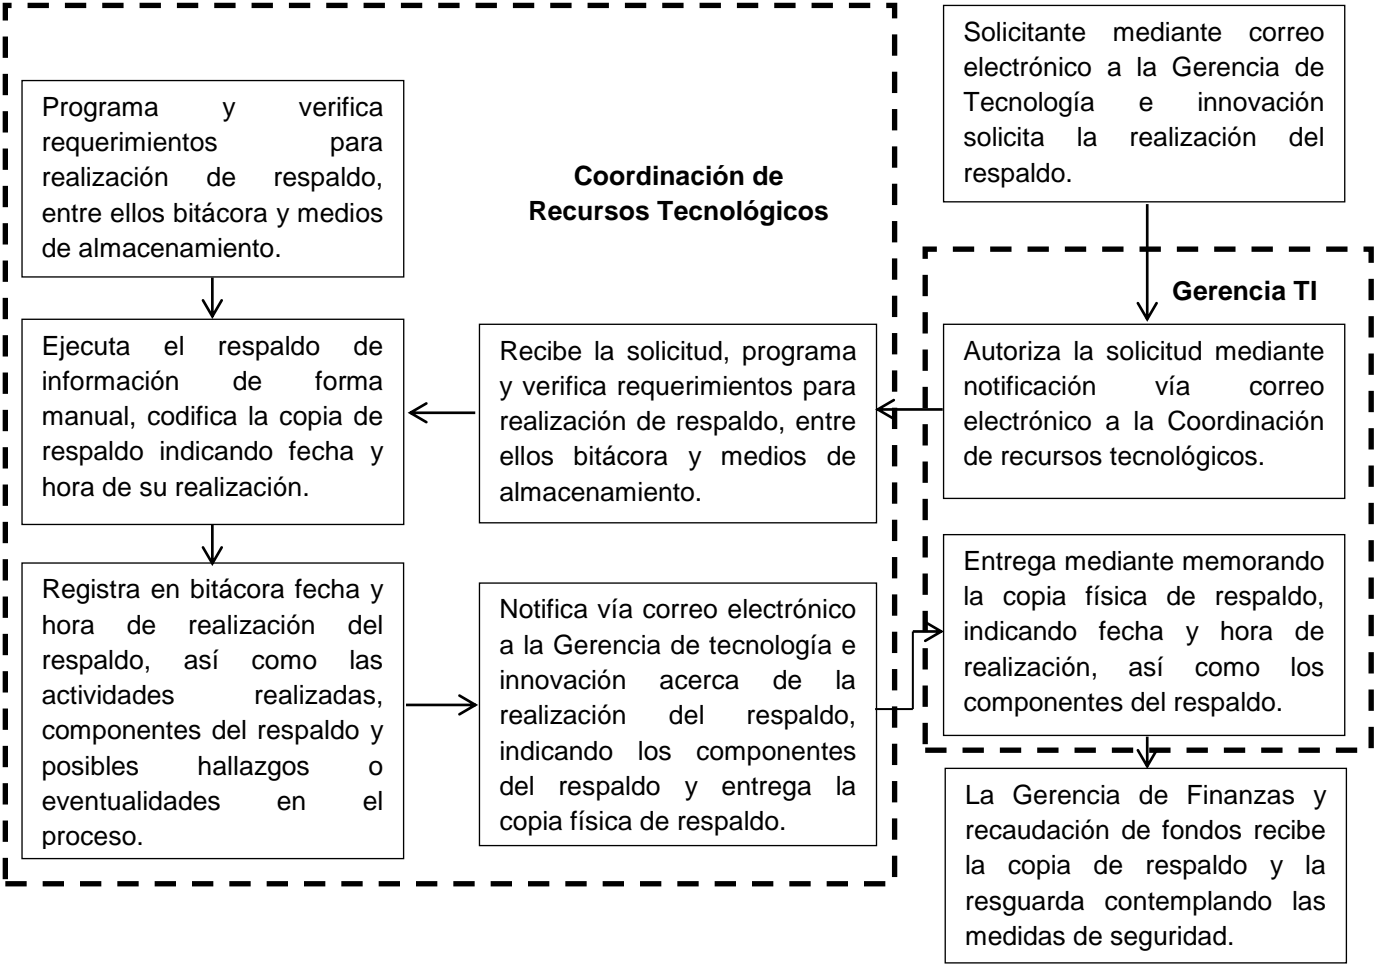 Programa y verifica
requerimientos para
realización de respaldo,
entre ellos bitácora y medios
de almacenamiento.
Coordinación de
Recursos Tecnológicos
Solicitante mediante correo
electrónico a la Gerencia de
Tecnología e innovación
solicita la realización del
respaldo.
Gerencia TI
Ejecuta el respaldo de
información de forma
manual, codifica la copia de
respaldo indicando fecha y
hora de su realización.
Recibe la solicitud, programa
y verifica requerimientos para
realización de respaldo, entre
ellos bitácora y medios de
almacenamiento.
Autoriza la solicitud mediante
notificación vía correo
electrónico a la Coordinación
de recursos tecnológicos.
Registra en bitácora fecha y
hora de realización del
respaldo, así como las
actividades realizadas,
componentes del respaldo y
posibles hallazgos o
eventualidades en el
proceso.
Notifica vía correo electrónico
a la Gerencia de tecnología e
innovación acerca de la
realización del respaldo,
indicando los componentes
del respaldo y entrega la
copia física de respaldo.
Entrega mediante memorando
la copia física de respaldo,
indicando fecha y hora de
realización, así como los
componentes del respaldo.
La Gerencia de Finanzas y
recaudación de fondos recibe
la copia de respaldo y la
resguarda contemplando las
medidas de seguridad.